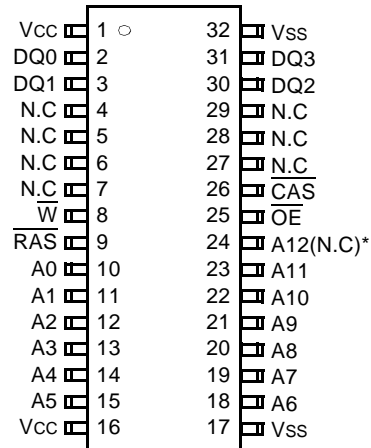 VCC 1 32 VSS
DQ0 2 31 DQ3
DQ1 3 30 DQ2
N.C 4 29 N.C
N.C 5 28 N.C
N.C 6 27 N.C
N.C 7 26 CAS
W 8 25 OE
RAS 9 24 A12(N.C)*
A0 10 23 A11
A1 11 22 A10
A2 12 21 A9
A3 13 20 A8
A4 14 19 A7
A5 15 18 A6
VCC 16 17 VSS